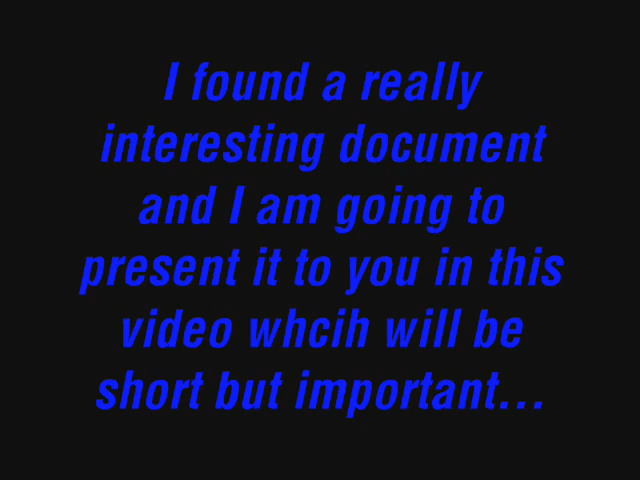 I found a really
interesting document
and I am going to
present it to you in this
video whcih will be
short but important...